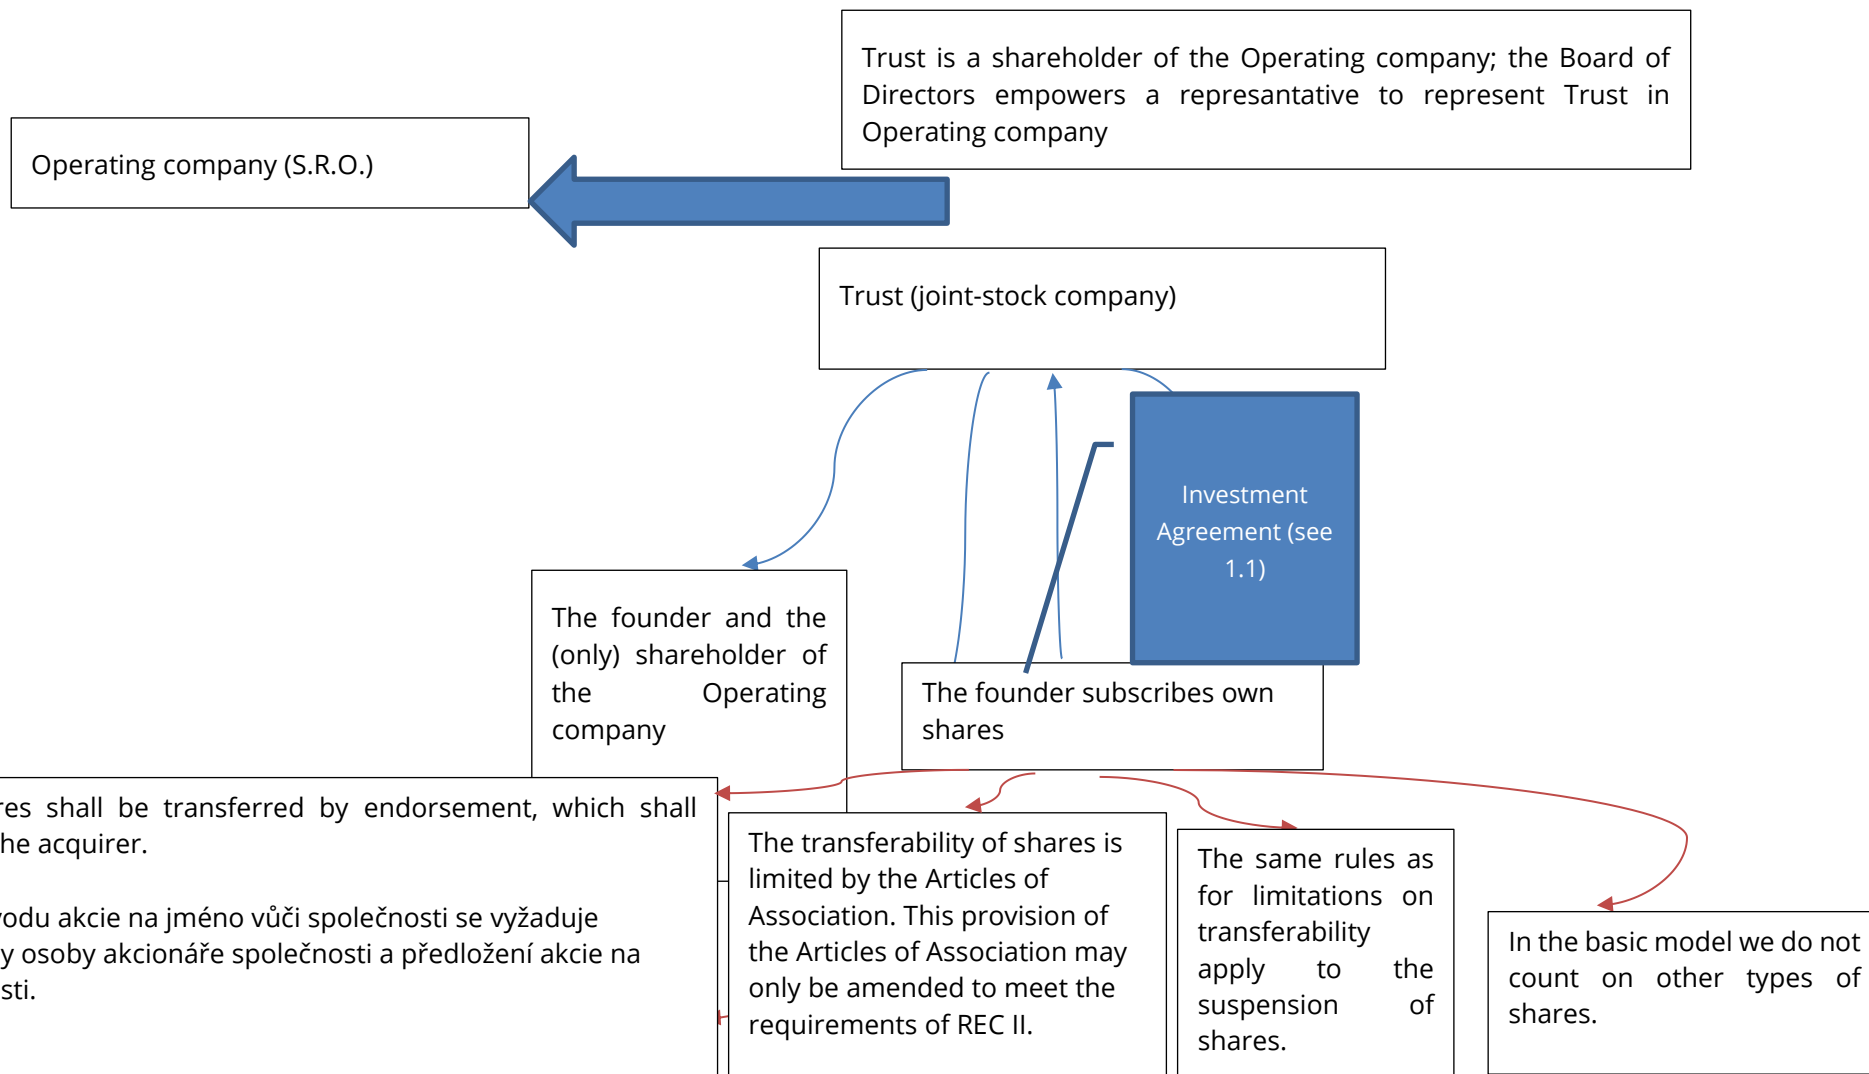 Trust is a shareholder of the Operating company; the Board of
Directors empowers a represantative to represent Trust in
Operating company
Operating company (S.R.O.)
Trust (joint-stock company)
Investment
Agreement (see
1.1)
The founder and the
(only) shareholder of
the Operating
company
The founder subscribes own
shares
shall be transferred by endorsement, which shall
acquirer.
akcie na jméno vůči společnosti se vyžaduje
osoby akcionáře společnosti a předložení akcie na
The transferability of shares is
limited by the Articles of
Association. This provision of
the Articles of Association may
only be amended to meet the
requirements of REC II.
The same rules as
for limitations on
transferability
apply to the
suspension of
shares.
In the basic model we do not
count on other types of
shares.